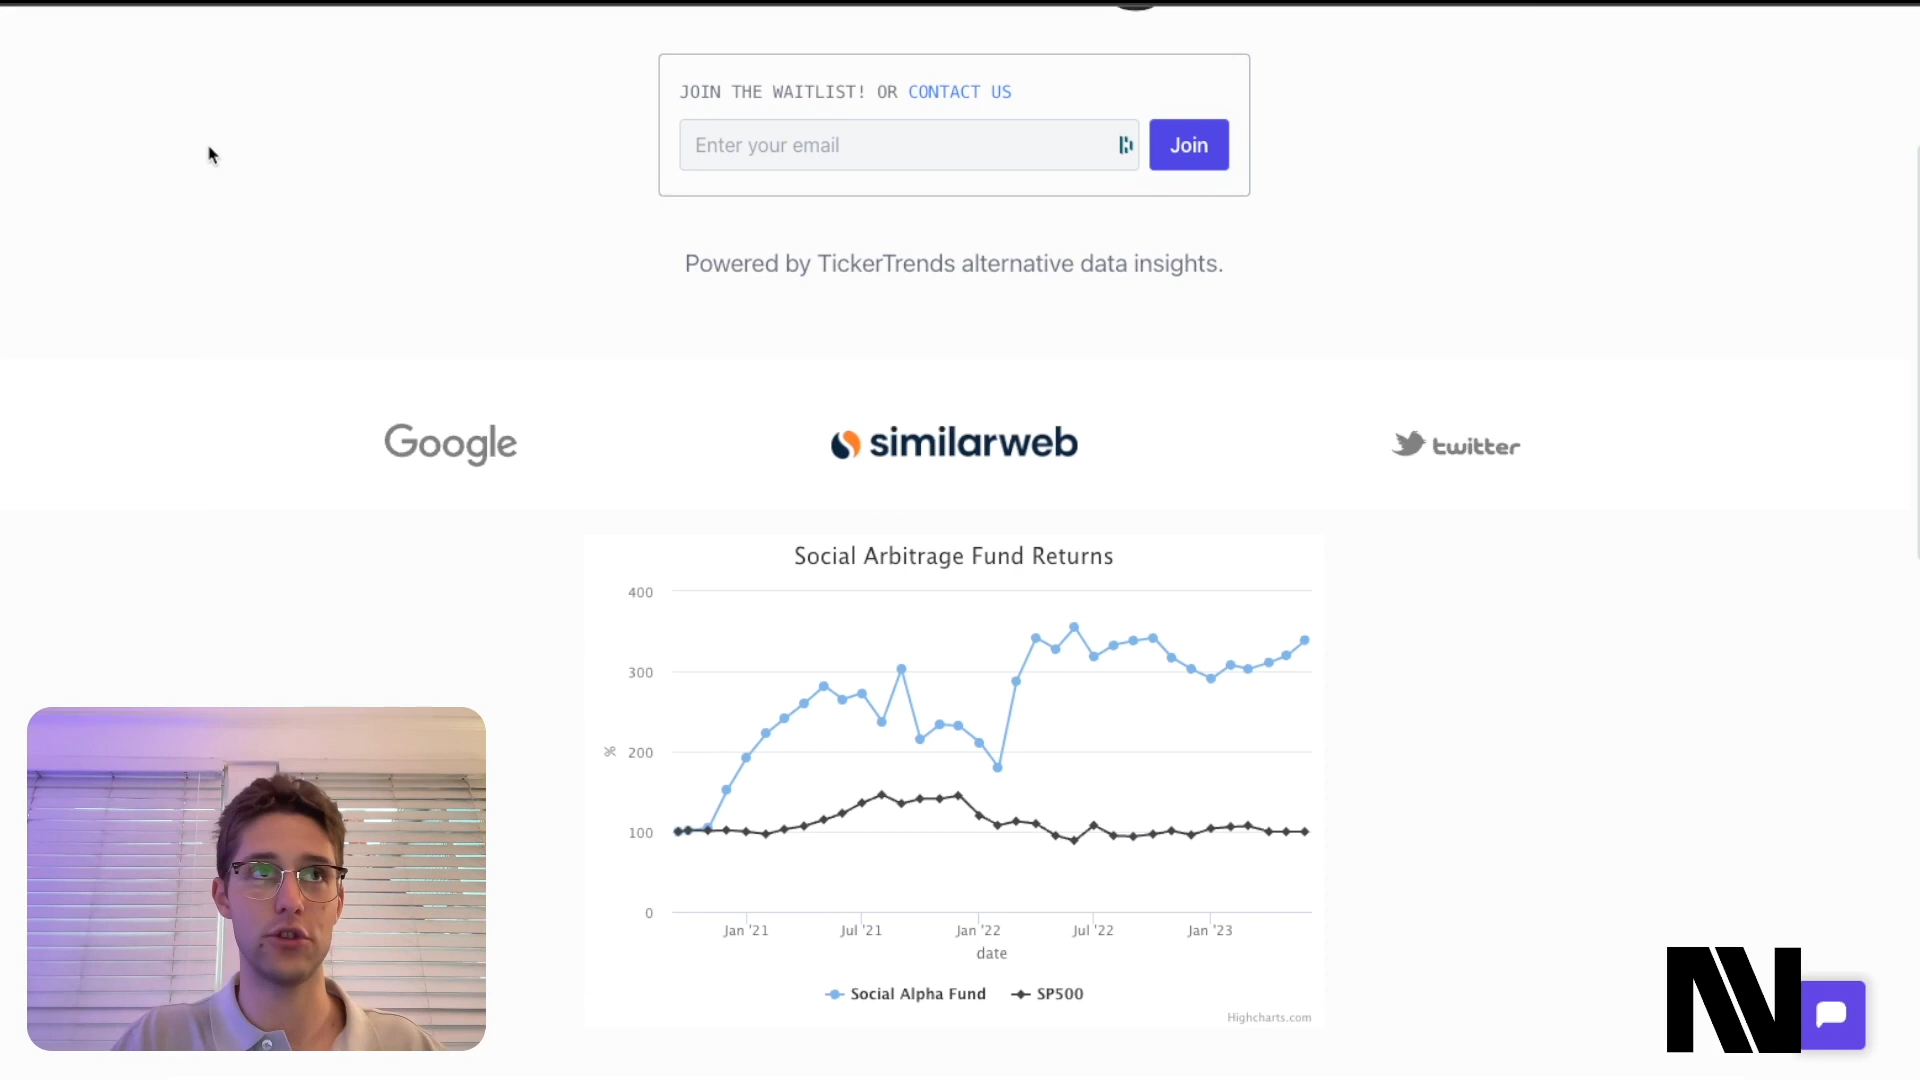 JOIN THE WAITLIST! OR CONTACT US
Enter your email
Join
Powered by TickerTrends alternative data insights.
Google
similarweb
twitter
Social Arbitrage Fund Returns
400
300
200
100
0
%
Jan '21
Jul '21
Jan '22
Jul '22
Jan '23
date
Social Alpha Fund
SP500
Highcharts.com
N